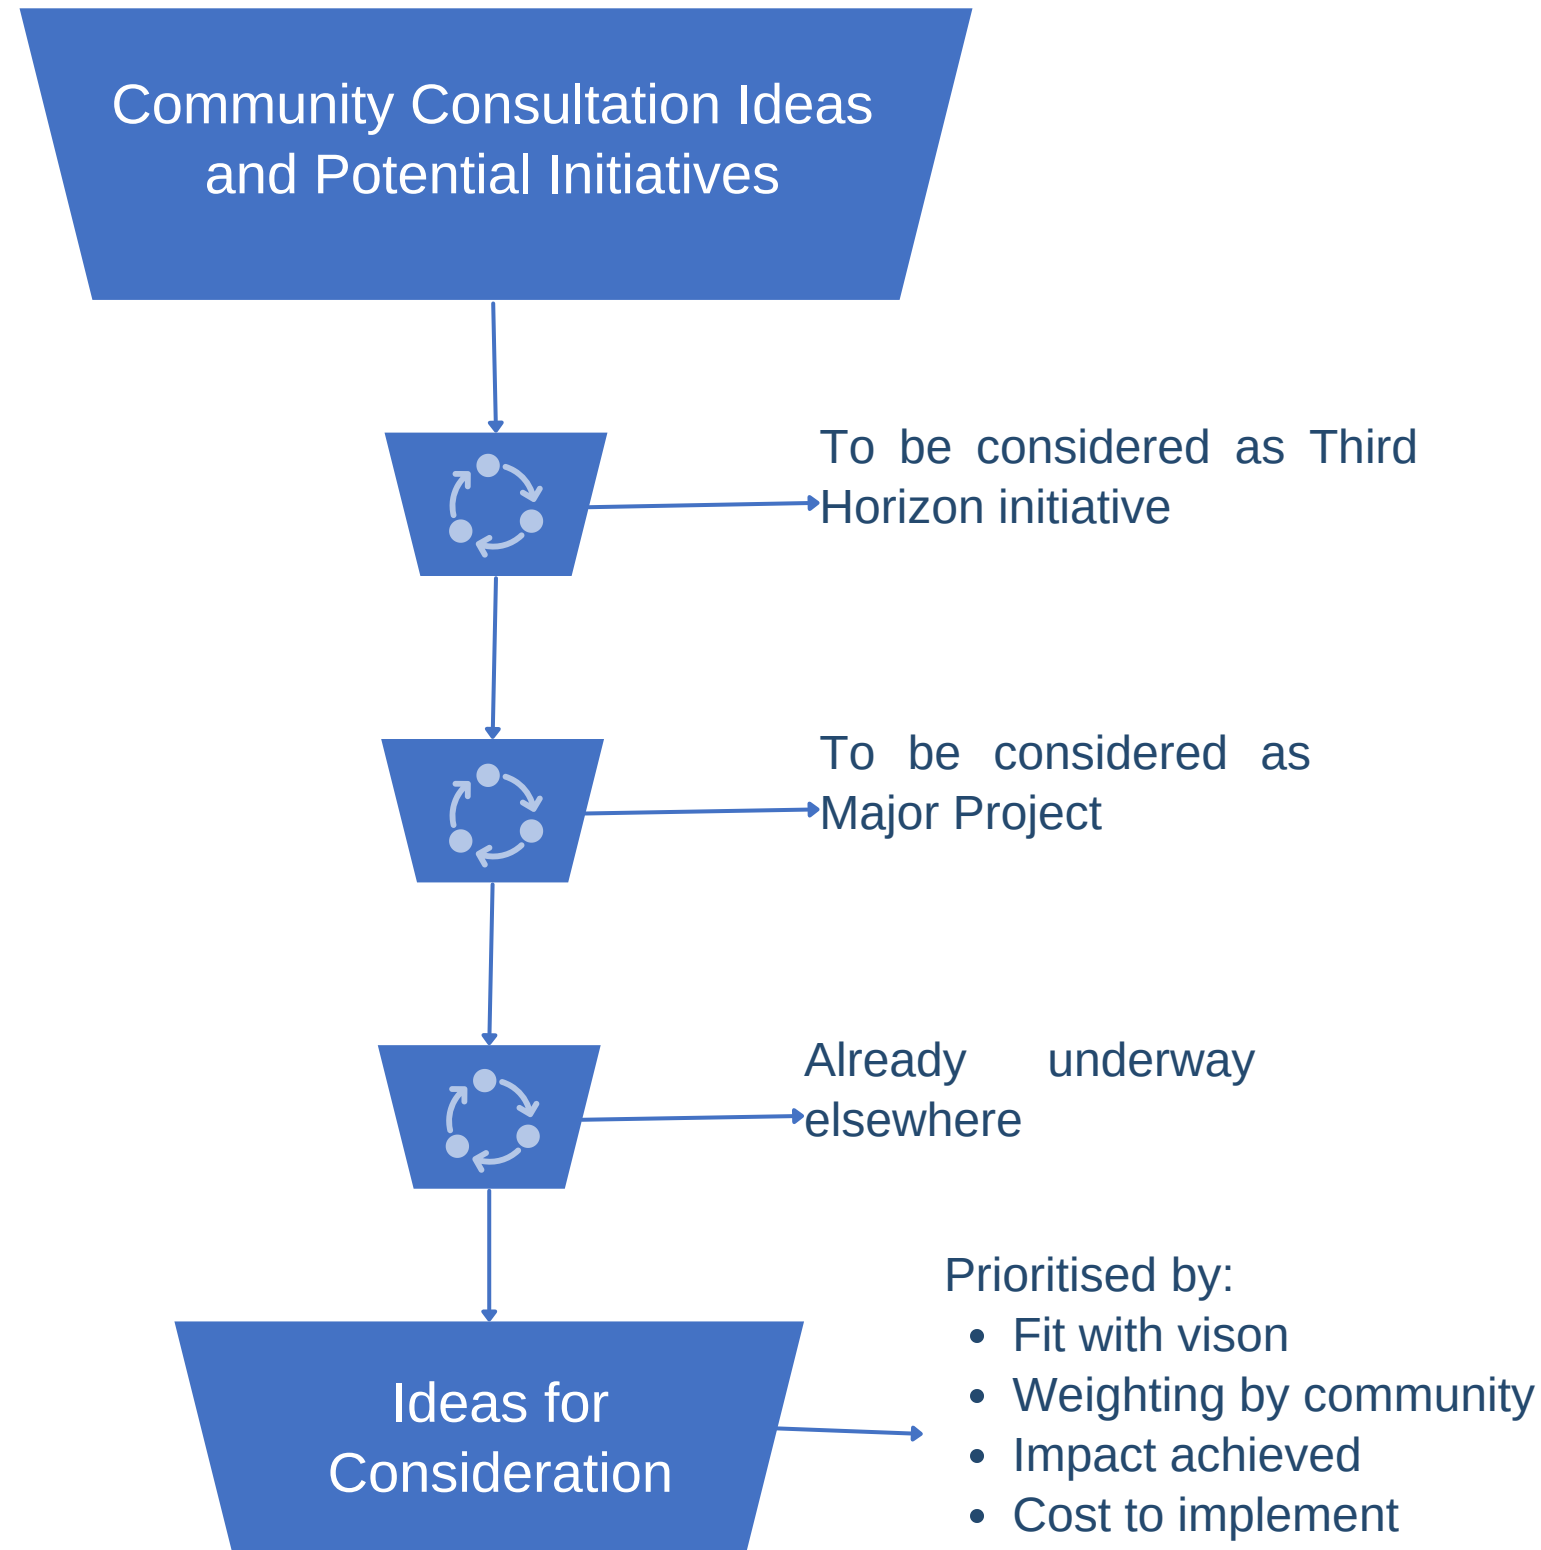 Community Consultation Ideas
and Potential Initiatives
To be considered as Third
Horizon initiative
To be considered as
Major Project
Already underway
elsewhere
Prioritised by:
• Fit with vison
• Weighting by community
• Impact achieved
• Cost to implement
Ideas for
Consideration